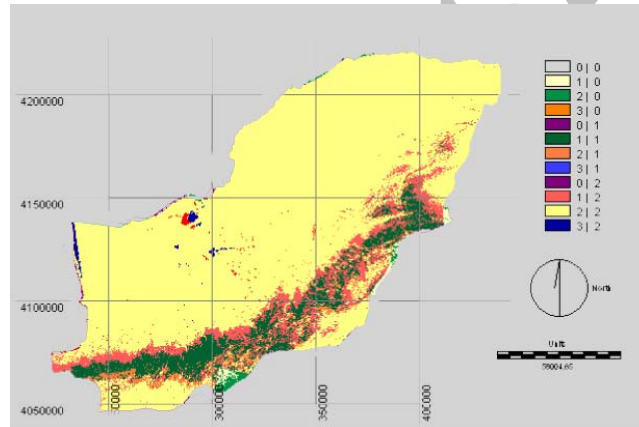 0 | 0
1 | 0
2 | 0
3 | 0
0 | 1
1 | 1
2 | 1
3 | 1
0 | 2
1 | 2
2 | 2
3 | 2
4200000
4150000
4100000
4050000
300000
350000
400000
North